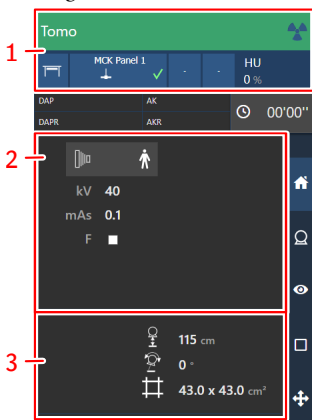 Tomo
1
MCK Panel 1
- -
HU
0 %
DAP AK
DAPR AKR
00'00"
2
kV 40
mAs 0.1
F
115 cm
0 °
3
43.0 x 43.0 cm²